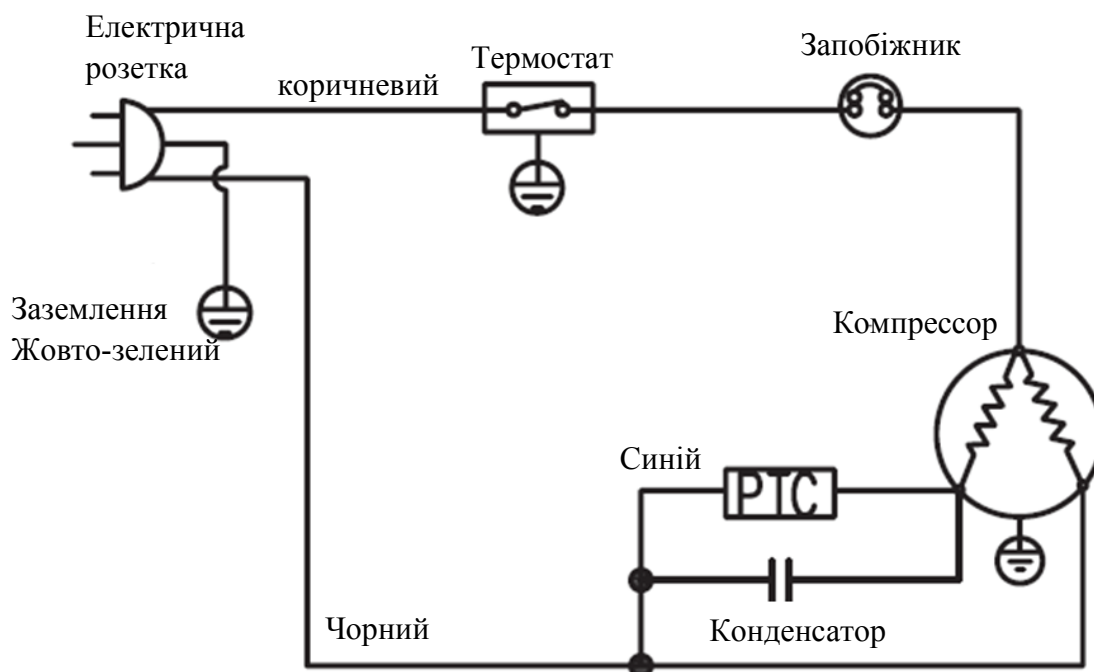 Електрична
розетка
коричневий
Термостат
Запобіжник
Заземлення
Жовто-зелений
Компрессор
Синій
PTC
Чорний
Конденсатор